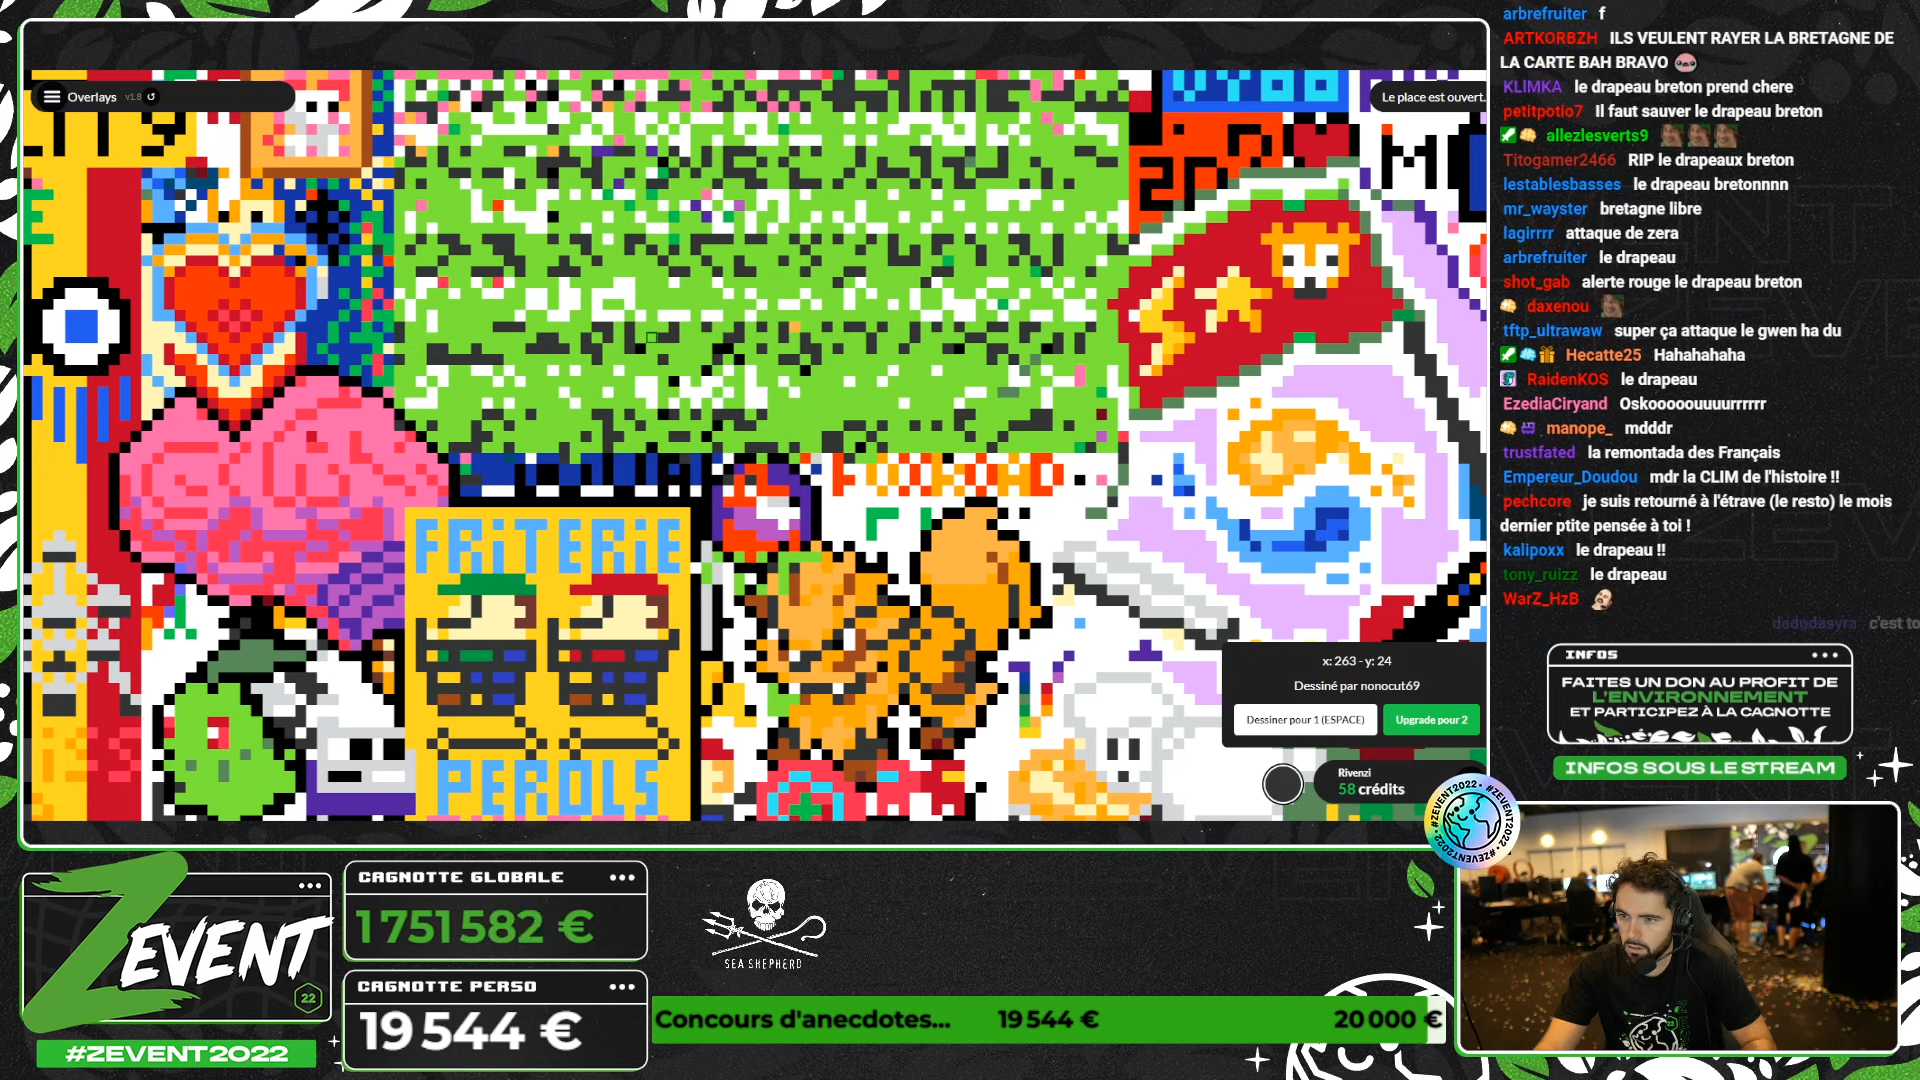 Overlays v1.8
Le place est ouvert.
FRiTERiE
PEROLS
x: 263 - y: 24
Dessiné par nonocut69
Dessiner pour 1 (ESPACE)
Upgrade pour 2
Rivenzi
58 crédits
arbrefruiter f
ARTKORBZH ILS VEULENT RAYER LA BRETAGNE DE
LA CARTE BAH BRAVO
KLIMKA le drapeau breton prend chere
petitpotio7 Il faut sauver le drapeau breton
allezlesverts9
Titogamer2466 RIP le drapeaux breton
lestablesbasses le drapeau bretonnnn
mr_wayster bretagne libre
lagirrrr attaque de zera
arbrefruiter le drapeau
shot_gab alerte rouge le drapeau breton
daxenou
tftp_ultrawaw super ça attaque le gwen ha du
Hecatte25 Hahahahaha
RaidenKOS le drapeau
EzediaCiryand Oskooooouuuurrrrrr
manope_ mdddr
trustfated la remontada des Français
Empereur_Doudou mdr la CLIM de l'histoire !!
pechcore je suis retourné à l'étrave (le resto) le mois
dernier ptite pensée à toi !
kalipoxx le drapeau !!
tony_ruizz le drapeau
WarZ_HzB
dadodasyra c'est to
INFOS
FAITES UN DON AU PROFIT DE
L'ENVIRONNEMENT
ET PARTICIPEZ À LA CAGNOTTE
INFOS SOUS LE STREAM
#ZEVENT2022 • #ZEVENT2022 •
ZEVENT
22
#ZEVENT2022
CAGNOTTE GLOBALE
1 751 582 €
CAGNOTTE PERSO
19 544 €
SEA SHEPHERD
Concours d'anecdotes... 19 544 € 20 000 €